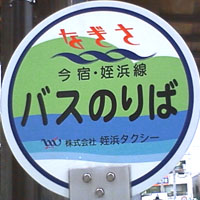 なぎさ
今宿・姪浜線
バスのりば
株式会社 姪浜タクシー